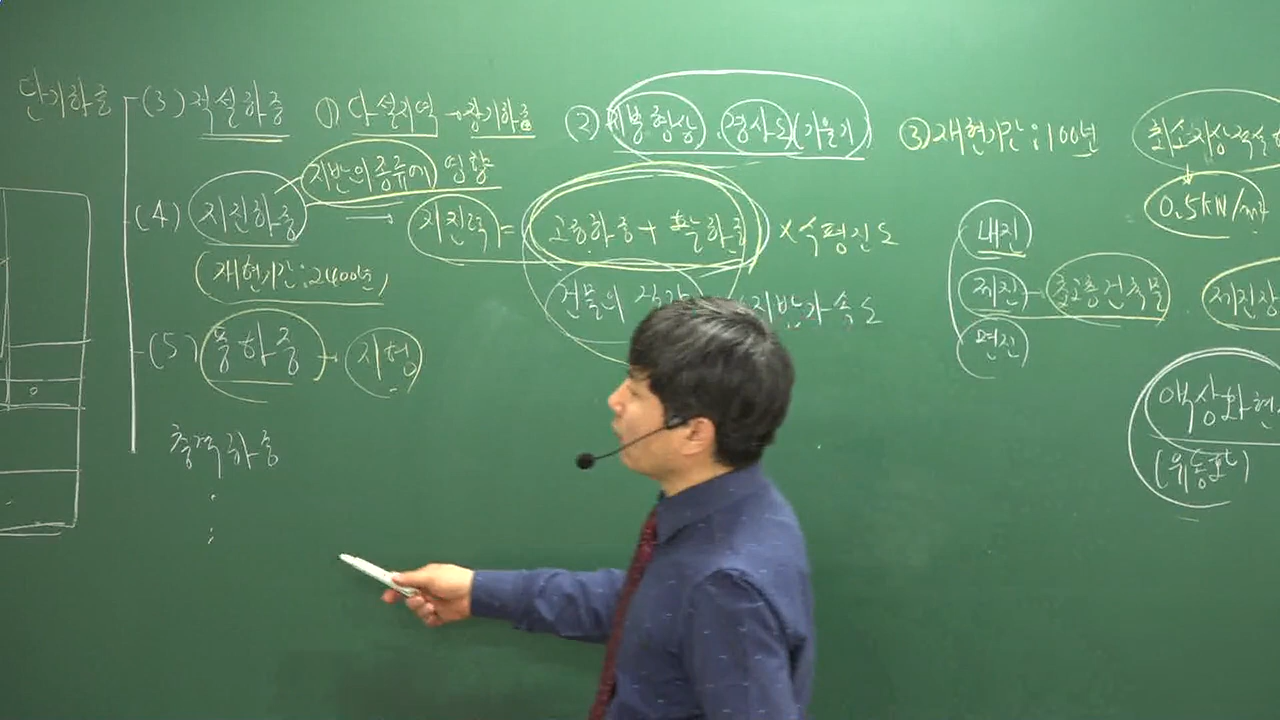 단기하중
(3) 적설하중 ① 다설지역 → 장기하중 ② 지붕형상, 경사도(기울기) ③ 재현기간 : 100년
최소지상적설
0.5kN/m²
(4) 지진하중 지반의 종류에 영향
→ 지진력 = 고정하중 + 활하중 × 수평진도
(재현기간 : 2400년)
건물의 지반가속도
내진
제진 - 초고층건축물
면진
제진장
(5) 풍하중 - 지형
액상화현
(위동포화)
충격하중
: